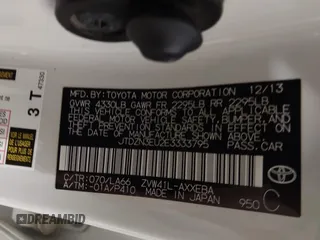 MFD BY: TOYOTA MOTOR CORPORATION 12/13
GVWR 4330LB GAWR FR 2295LB RR 2295LB
THIS VEHICLE CONFORMS TO ALL APPLICABLE
FEDERAL MOTOR VEHICLE SAFETY, BUMPER,
AND THEFT PREVENTION STANDARDS IN EFFECT
ON THE DATE OF MANUFACTURE SHOWN ABOVE.
JTDZN3EU2E3333795 PASS. CAR
C/TR:070/LA66 ZVW41L-AXXEBA
A/TM:-01A/P410 MADE IN JAPAN 950 C
3 T
4733G
DREAMBID